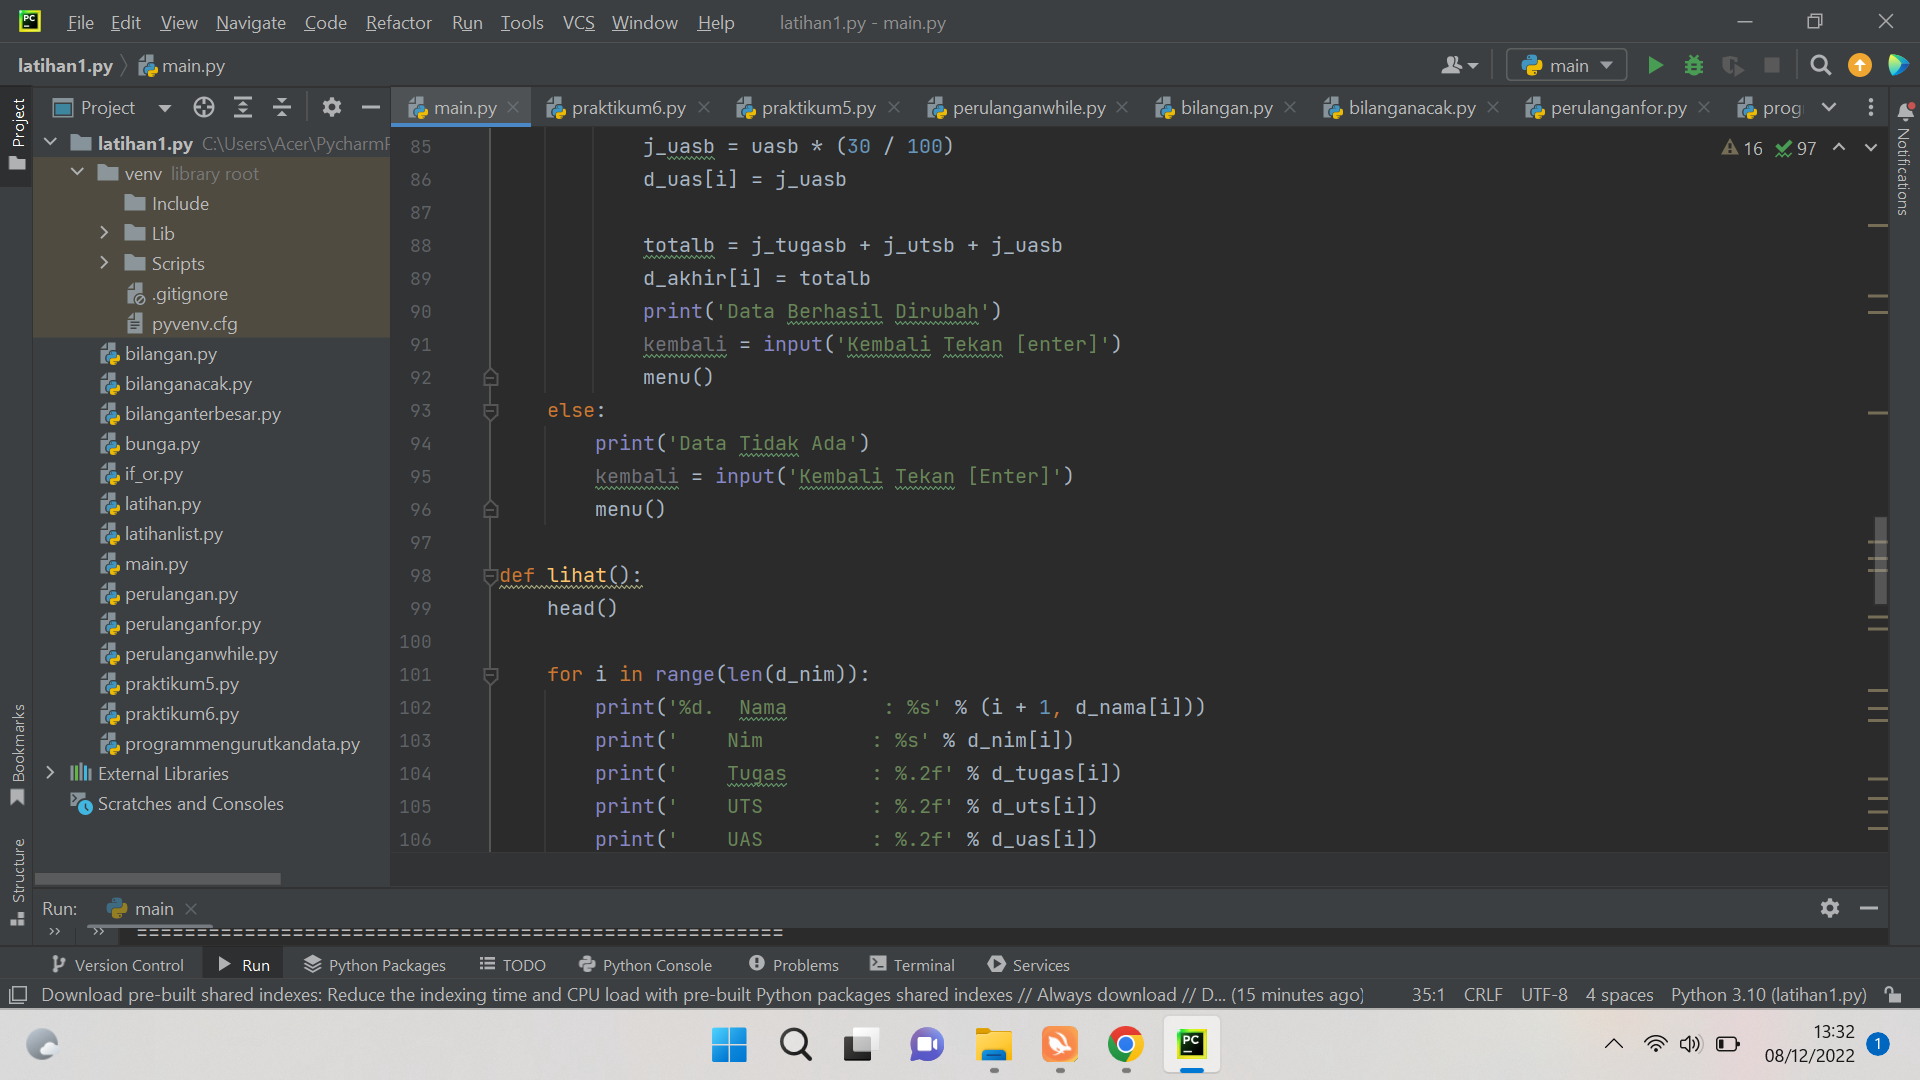 PC File Edit View Navigate Code Refactor Run Tools VCS Window Help latihan1.py - main.py
latihan1.py main.py main
Project main.py praktikum6.py praktikum5.py perulanganwhile.py bilangan.py bilanganacak.py perulanganfor.py prog
Project
Notifications
Bookmarks
Structure
latihan1.py C:\Users\Acer\PycharmP
venv library root
Include
Lib
Scripts
.gitignore
pyvenv.cfg
bilangan.py
bilanganacak.py
bilanganterbesar.py
bunga.py
if_or.py
latihan.py
latihanlist.py
main.py
perulangan.py
perulanganfor.py
perulanganwhile.py
praktikum5.py
praktikum6.py
programmengurutkandata.py
External Libraries
Scratches and Consoles
16 97
85 j_uasb = uasb * (30 / 100)
86 d_uas[i] = j_uasb
87
88 totalb = j_tugasb + j_utsb + j_uasb
89 d_akhir[i] = totalb
90 print('Data Berhasil Dirubah')
91 kembali = input('Kembali Tekan [enter]')
92 menu()
93 else:
94 print('Data Tidak Ada')
95 kembali = input('Kembali Tekan [Enter]')
96 menu()
97
98 def lihat():
99 head()
100
101 for i in range(len(d_nim)):
102 print('%d.  Nama        : %s' % (i + 1, d_nama[i]))
103 print('    Nim         : %s' % d_nim[i])
104 print('    Tugas       : %.2f' % d_tugas[i])
105 print('    UTS         : %.2f' % d_uts[i])
106 print('    UAS         : %.2f' % d_uas[i])
Run: main
>> >> ======================================================
Version Control Run Python Packages TODO Python Console Problems Terminal Services
Download pre-built shared indexes: Reduce the indexing time and CPU load with pre-built Python packages shared indexes // Always download // D... (15 minutes ago) 35:1 CRLF UTF-8 4 spaces Python 3.10 (latihan1.py)
PC
13:32
08/12/2022 1